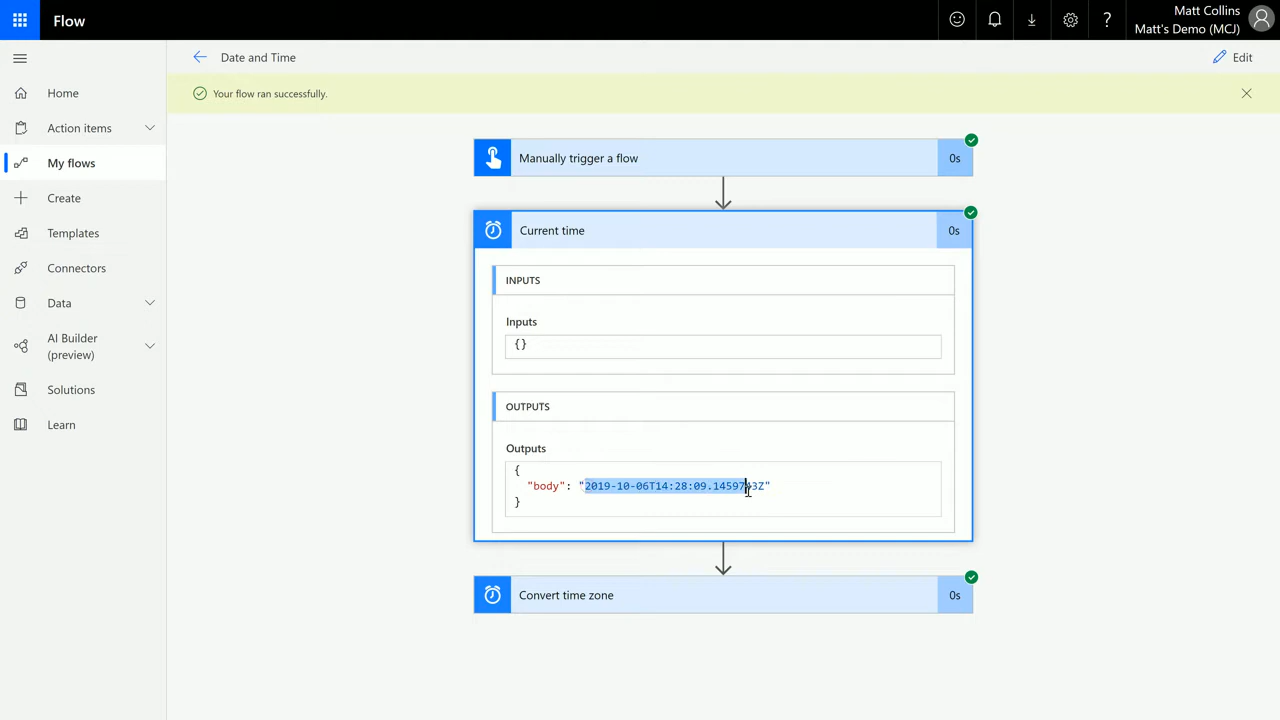 Flow
Matt Collins
Matt's Demo (MCJ)
Date and Time
Edit
Your flow ran successfully.
Home
Action items
My flows
Create
Templates
Connectors
Data
AI Builder
(preview)
Solutions
Learn
Manually trigger a flow
0s
Current time
0s
INPUTS
Inputs
{}
OUTPUTS
Outputs
{
"body":
}
Convert time zone
0s